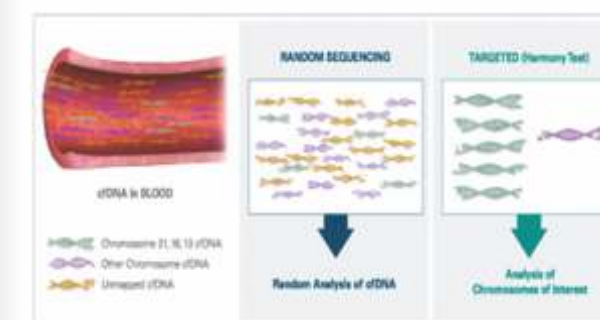 RANDOM SEQUENCING
TARGETED (Harmony Test)
cfDNA in BLOOD
Chromosome 21, 18, 13 cfDNA
Other Chromosome cfDNA
Unmapped cfDNA
Random Analysis of cfDNA
Analysis of
Chromosomes of Interest